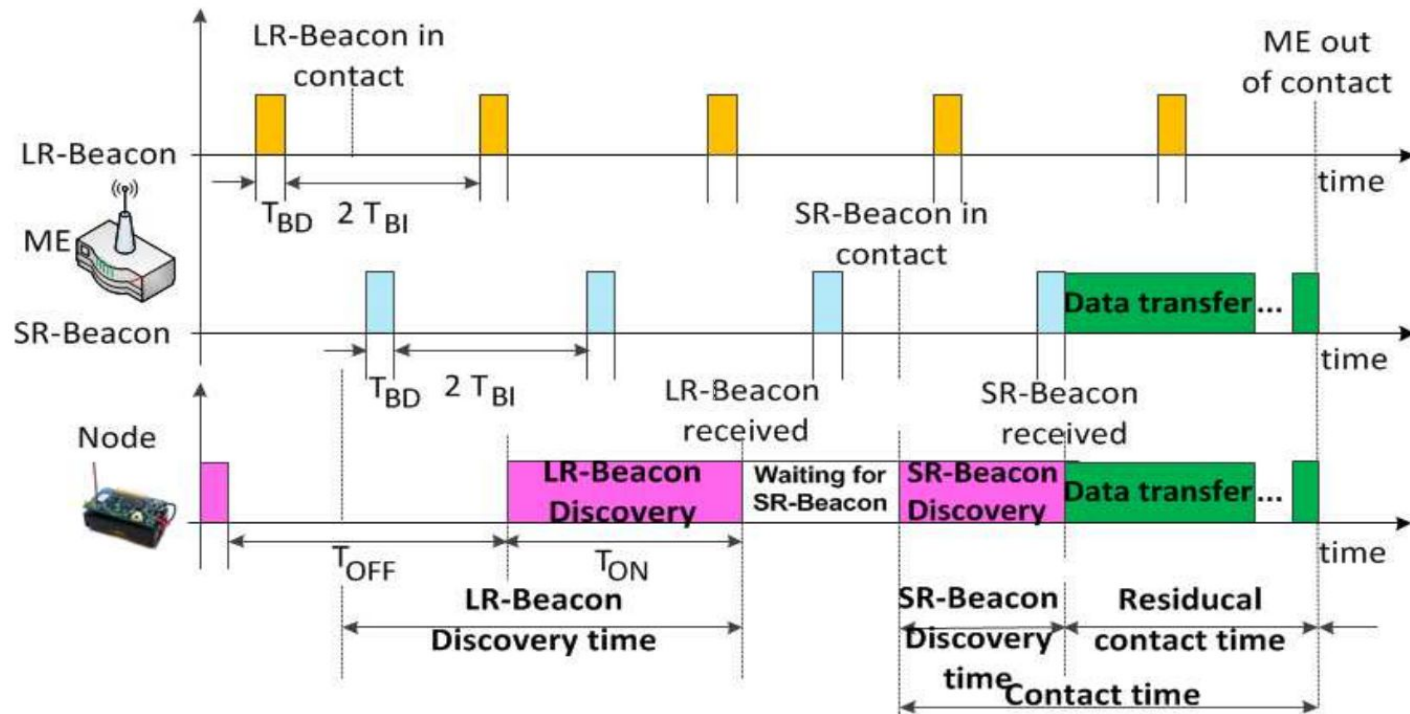 LR-Beacon in
contact
ME out
of contact
LR-Beacon
time
T_BD
2 T_BI
ME
SR-Beacon in
contact
Data transfer...
SR-Beacon
time
T_BD
2 T_BI
LR-Beacon
received
SR-Beacon
received
Node
LR-Beacon
Discovery
Waiting for
SR-Beacon
SR-Beacon
Discovery
Data transfer...
time
T_OFF
T_ON
LR-Beacon
Discovery time
SR-Beacon
Discovery
time
Residucal
contact time
Contact time